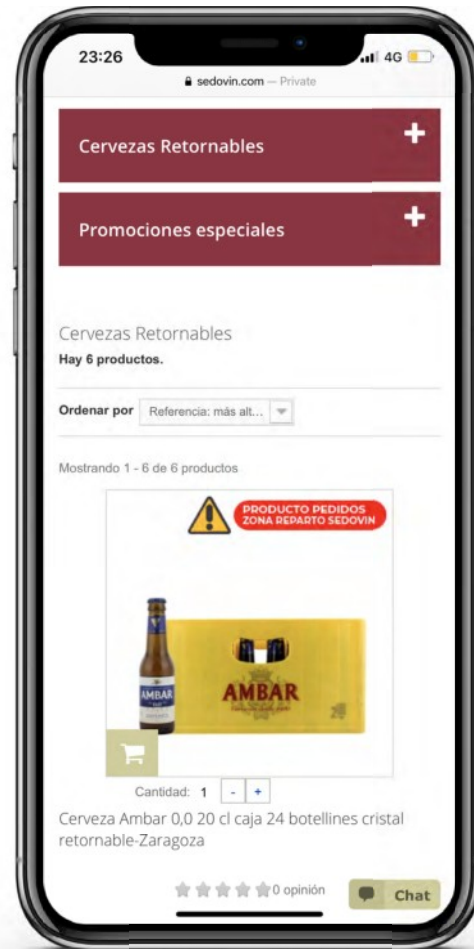 23:26
4G
sedovin.com — Private
Cervezas Retornables
+
Promociones especiales
+
Cervezas Retornables
Hay 6 productos.
Ordenar por Referencia: más alt...
Mostrando 1 - 6 de 6 productos
PRODUCTO PEDIDOS
ZONA REPARTO SEDOVIN
AMBAR
AMBAR
Cantidad: 1 - +
Cerveza Ambar 0,0 20 cl caja 24 botellines cristal
retornable-Zaragoza
0 opinión
Chat